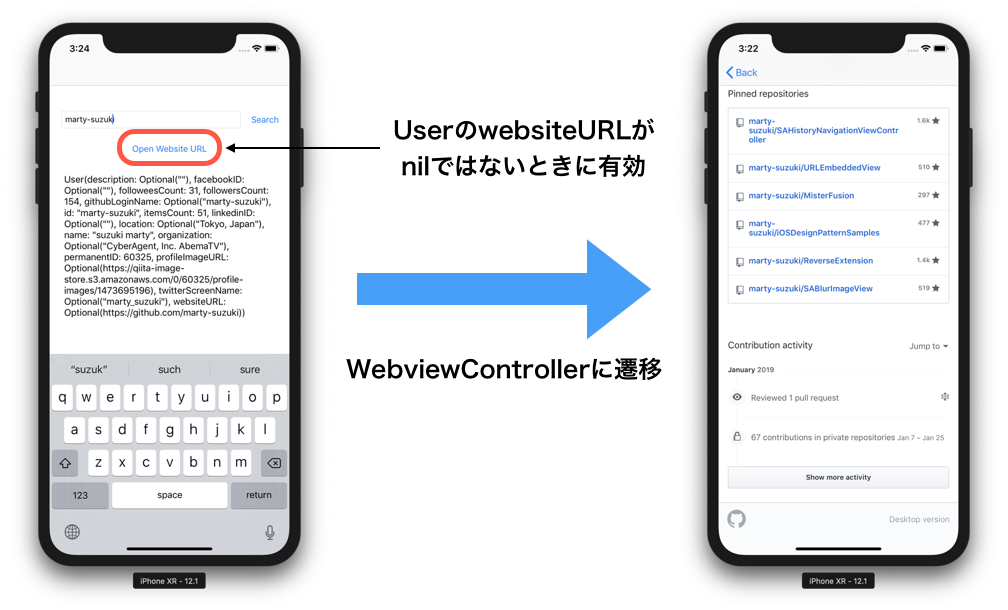 3:24
marty-suzuki
Search
Open Website URL
User(description: Optional(""), facebookID:
Optional(""), followeesCount: 31, followersCount:
154, githubLoginName: Optional("marty-suzuki"),
id: "marty-suzuki", itemsCount: 51, linkedinID:
Optional(""), location: Optional("Tokyo, Japan"),
name: "suzuki marty", organization:
Optional("CyberAgent, Inc. AbemaTV"),
permanentID: 60325, profileImageURL:
Optional(https://qiita-image-
store.s3.amazonaws.com/0/60325/profile-
images/1473695196), twitterScreenName:
Optional("marty_suzuki"), websiteURL:
Optional(https://github.com/marty-suzuki))
"suzuk" such sure
q w e r t y u i o p
a s d f g h j k l
z x c v b n m
123 space return
iPhone XR - 12.1
UserのwebsiteURLが
nilではないときに有効
WebviewControllerに遷移
3:22
Back
Pinned repositories
marty-
suzuki/SAHistoryNavigationViewContr
oller
1.6k
marty-suzuki/URLEmbeddedView 510
marty-suzuki/MisterFusion 297
marty-
suzuki/iOSDesignPatternSamples
477
marty-suzuki/ReverseExtension 1.4k
marty-suzuki/SABlurImageView 519
Contribution activity Jump to
January 2019
Reviewed 1 pull request
67 contributions in private repositories Jan 7 – Jan 25
Show more activity
Desktop version
iPhone XR - 12.1